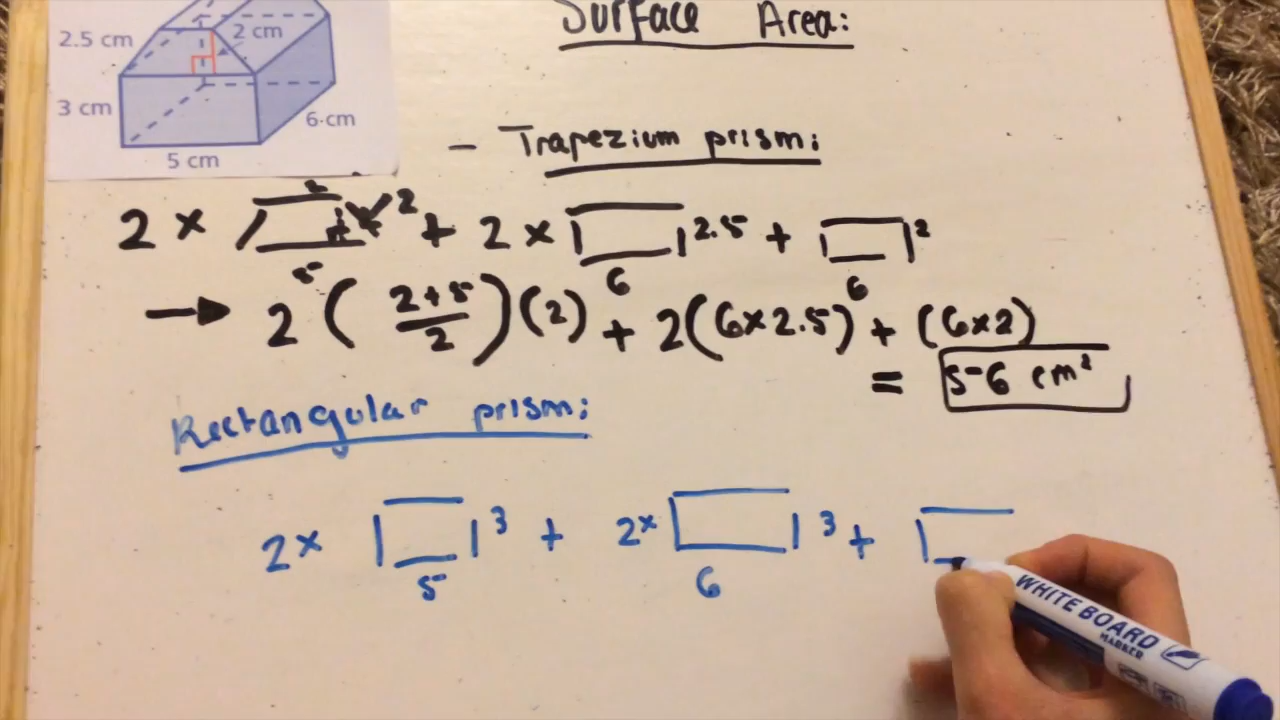 Surface Area:
2.5 cm
2 cm
3 cm
6 cm
5 cm
- Trapezium prism:
2 × 2 5 2 + 2 × 2.5 6 + 2 6
→ 2 ( 2+5 / 2 ) (2) + 2(6×2.5) + (6×2)
= 56 cm²
Rectangular prism:
2 × 3 5 + 2 × 3 6 +
WHITE BOARD
MARKER